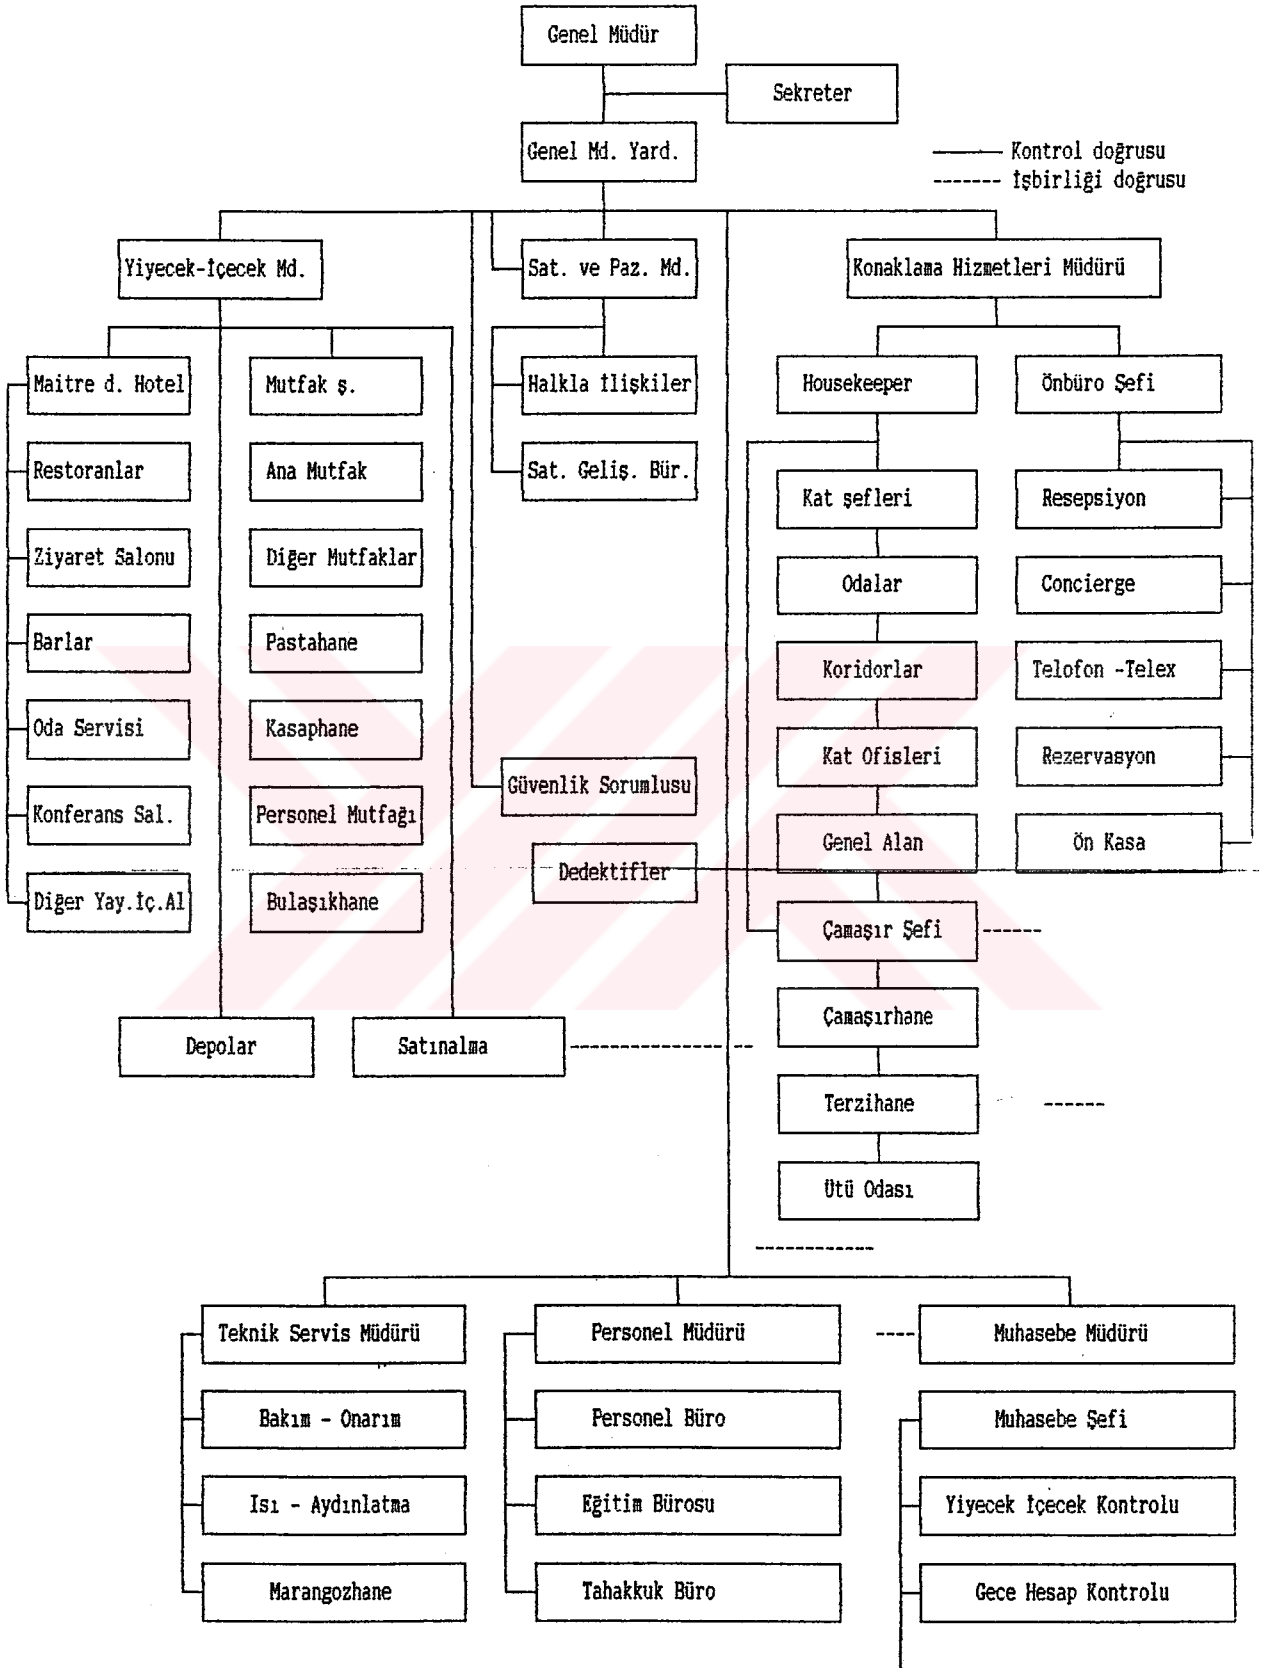 Genel Müdür
Sekreter
Genel Md. Yard.
Kontrol doğrusu
İşbirliği doğrusu
Yiyecek-İçecek Md.
Sat. ve Paz. Md.
Konaklama Hizmetleri Müdürü
Maitre d. Hotel
Mutfak ş.
Halkla İlişkiler
Housekeeper
Önbüro Şefi
Restoranlar
Ana Mutfak
Sat. Geliş. Bür.
Kat şefleri
Resepsiyon
Ziyaret Salonu
Diğer Mutfaklar
Odalar
Concierge
Barlar
Pastahane
Koridorlar
Telofon -Telex
Oda Servisi
Kasaphane
Kat Ofisleri
Rezervasyon
Güvenlik Sorumlusu
Konferans Sal.
Personel Mutfağı
Genel Alan
Ön Kasa
Dedektifler
Diğer Yay.İç.Al
Bulaşıkhane
Çamaşır Şefi
Çamaşırhane
Depolar
Satınalma
Terzihane
Ütü Odası
Teknik Servis Müdürü
Personel Müdürü
Muhasebe Müdürü
Bakım - Onarım
Personel Büro
Muhasebe Şefi
Isı - Aydınlatma
Eğitim Bürosu
Yiyecek İçecek Kontrolu
Marangozhane
Tahakkuk Büro
Gece Hesap Kontrolu